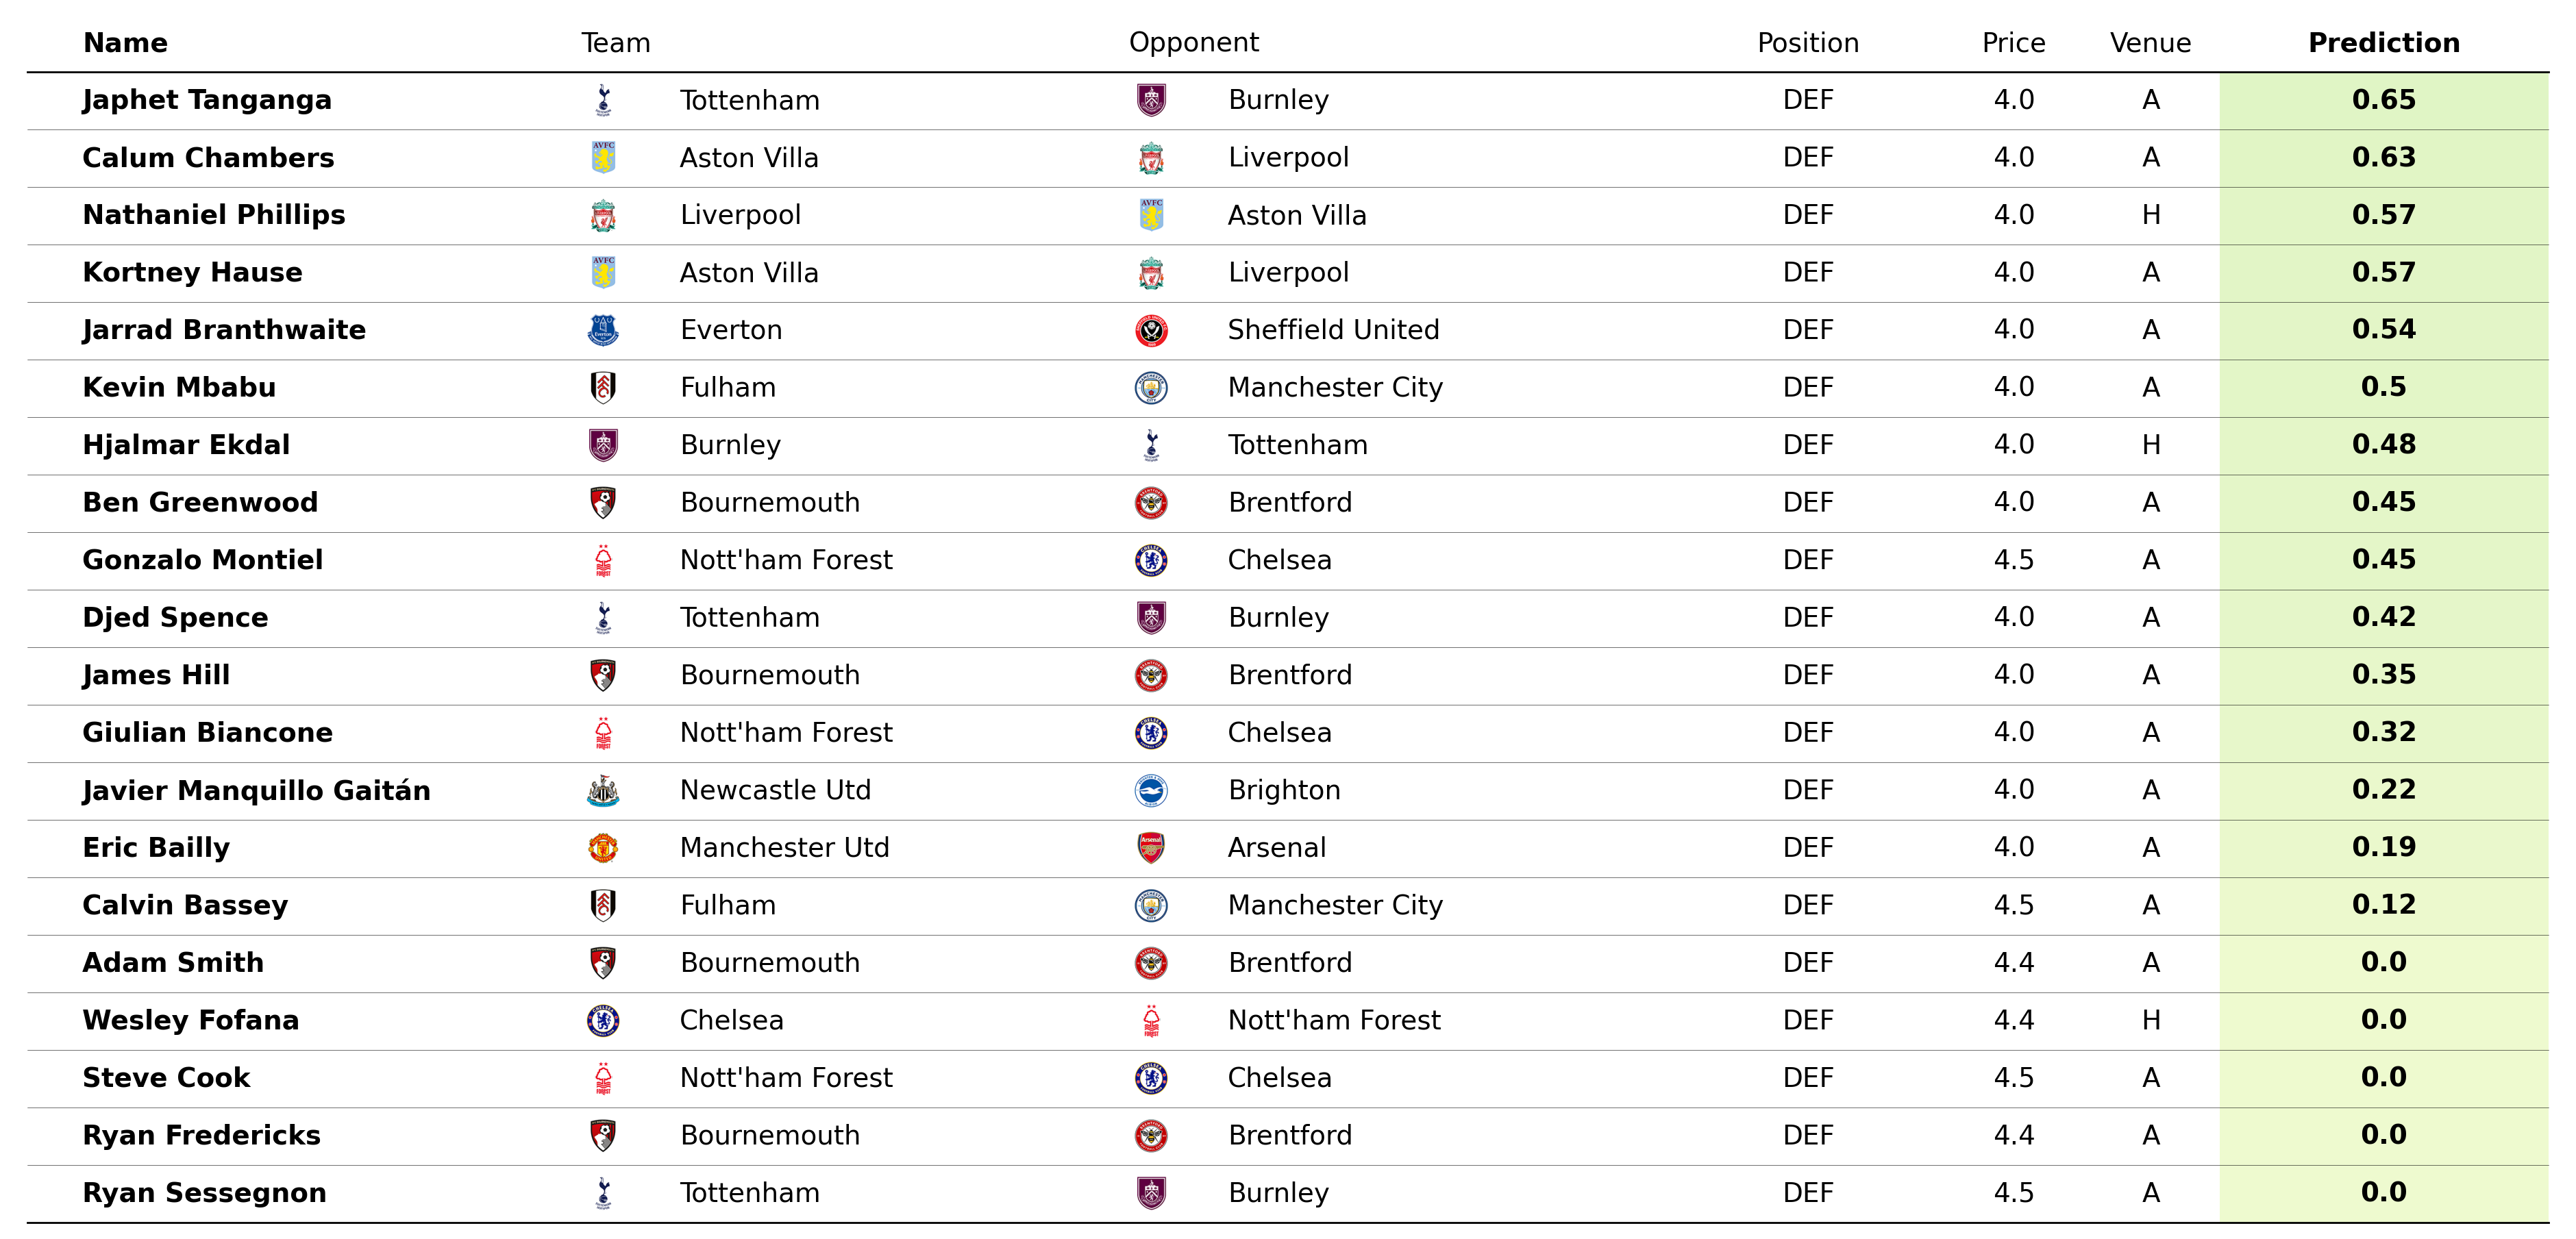 Name Team Opponent Position Price Venue Prediction
Japhet Tanganga Tottenham Burnley DEF 4.0 A 0.65
Calum Chambers Aston Villa Liverpool DEF 4.0 A 0.63
Nathaniel Phillips Liverpool Aston Villa DEF 4.0 H 0.57
Kortney Hause Aston Villa Liverpool DEF 4.0 A 0.57
Jarrad Branthwaite Everton Sheffield United DEF 4.0 A 0.54
Kevin Mbabu Fulham Manchester City DEF 4.0 A 0.5
Hjalmar Ekdal Burnley Tottenham DEF 4.0 H 0.48
Ben Greenwood Bournemouth Brentford DEF 4.0 A 0.45
Gonzalo Montiel Nott'ham Forest Chelsea DEF 4.5 A 0.45
Djed Spence Tottenham Burnley DEF 4.0 A 0.42
James Hill Bournemouth Brentford DEF 4.0 A 0.35
Giulian Biancone Nott'ham Forest Chelsea DEF 4.0 A 0.32
Javier Manquillo Gaitán Newcastle Utd Brighton DEF 4.0 A 0.22
Eric Bailly Manchester Utd Arsenal DEF 4.0 A 0.19
Calvin Bassey Fulham Manchester City DEF 4.5 A 0.12
Adam Smith Bournemouth Brentford DEF 4.4 A 0.0
Wesley Fofana Chelsea Nott'ham Forest DEF 4.4 H 0.0
Steve Cook Nott'ham Forest Chelsea DEF 4.5 A 0.0
Ryan Fredericks Bournemouth Brentford DEF 4.4 A 0.0
Ryan Sessegnon Tottenham Burnley DEF 4.5 A 0.0